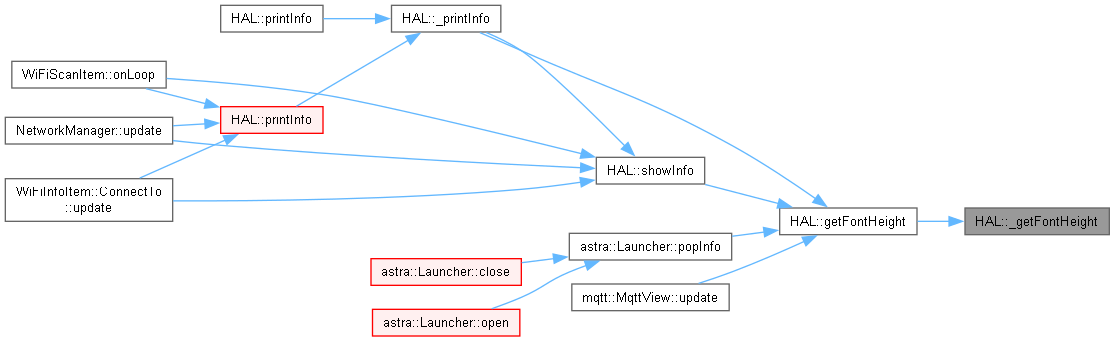 HAL::printInfo
HAL::_printInfo
WiFiScanItem::onLoop
HAL::printInfo
NetworkManager::update
HAL::showInfo
WiFiInfoItem::ConnectTo
::update
HAL::getFontHeight
HAL::_getFontHeight
astra::Launcher::popInfo
astra::Launcher::close
mqtt::MqttView::update
astra::Launcher::open